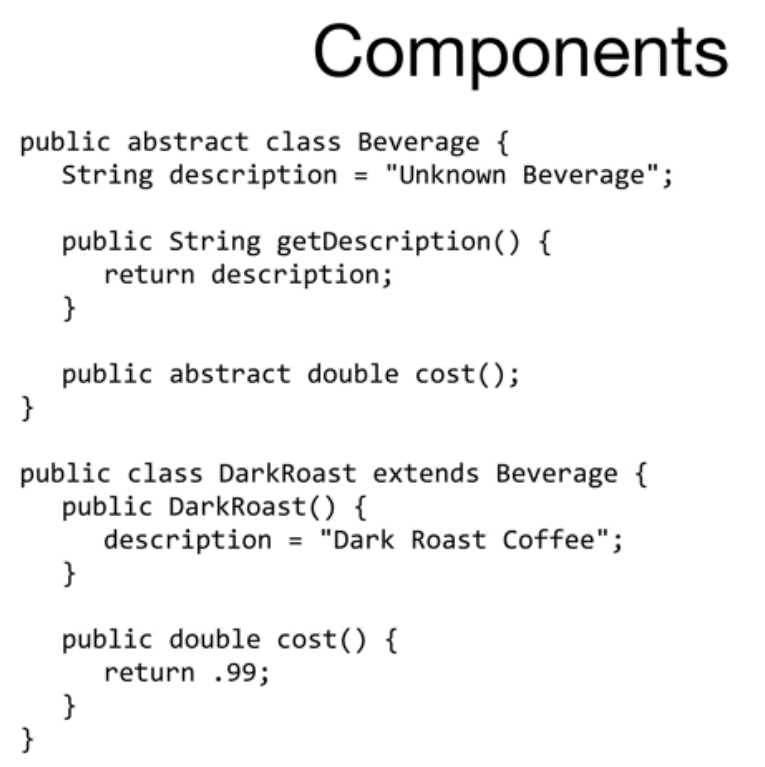 Components
public abstract class Beverage {
   String description = "Unknown Beverage";

   public String getDescription() {
      return description;
   }

   public abstract double cost();
}

public class DarkRoast extends Beverage {
   public DarkRoast() {
      description = "Dark Roast Coffee";
   }

   public double cost() {
      return .99;
   }
}